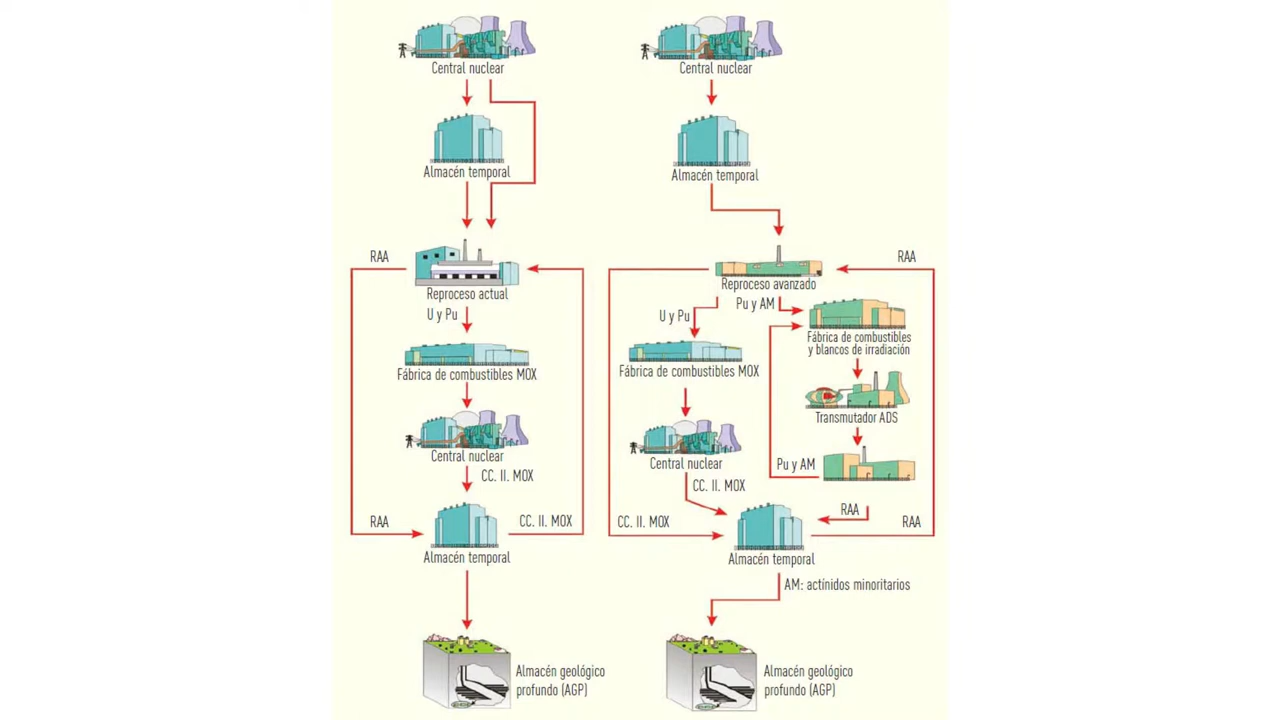 Central nuclear
Almacén temporal
RAA
Reproceso actual
U y Pu
Fábrica de combustibles MOX
Central nuclear
CC. II. MOX
RAA
CC. II. MOX
Almacén temporal
Almacén geológico
profundo (AGP)
Central nuclear
Almacén temporal
RAA
Reproceso avanzado
Pu y AM
U y Pu
Fábrica de combustibles
y blancos de irradiación
Fábrica de combustibles MOX
Transmutador ADS
Central nuclear
Pu y AM
CC. II. MOX
RAA
CC. II. MOX
RAA
Almacén temporal
AM: actínidos minoritarios
Almacén geológico
profundo (AGP)